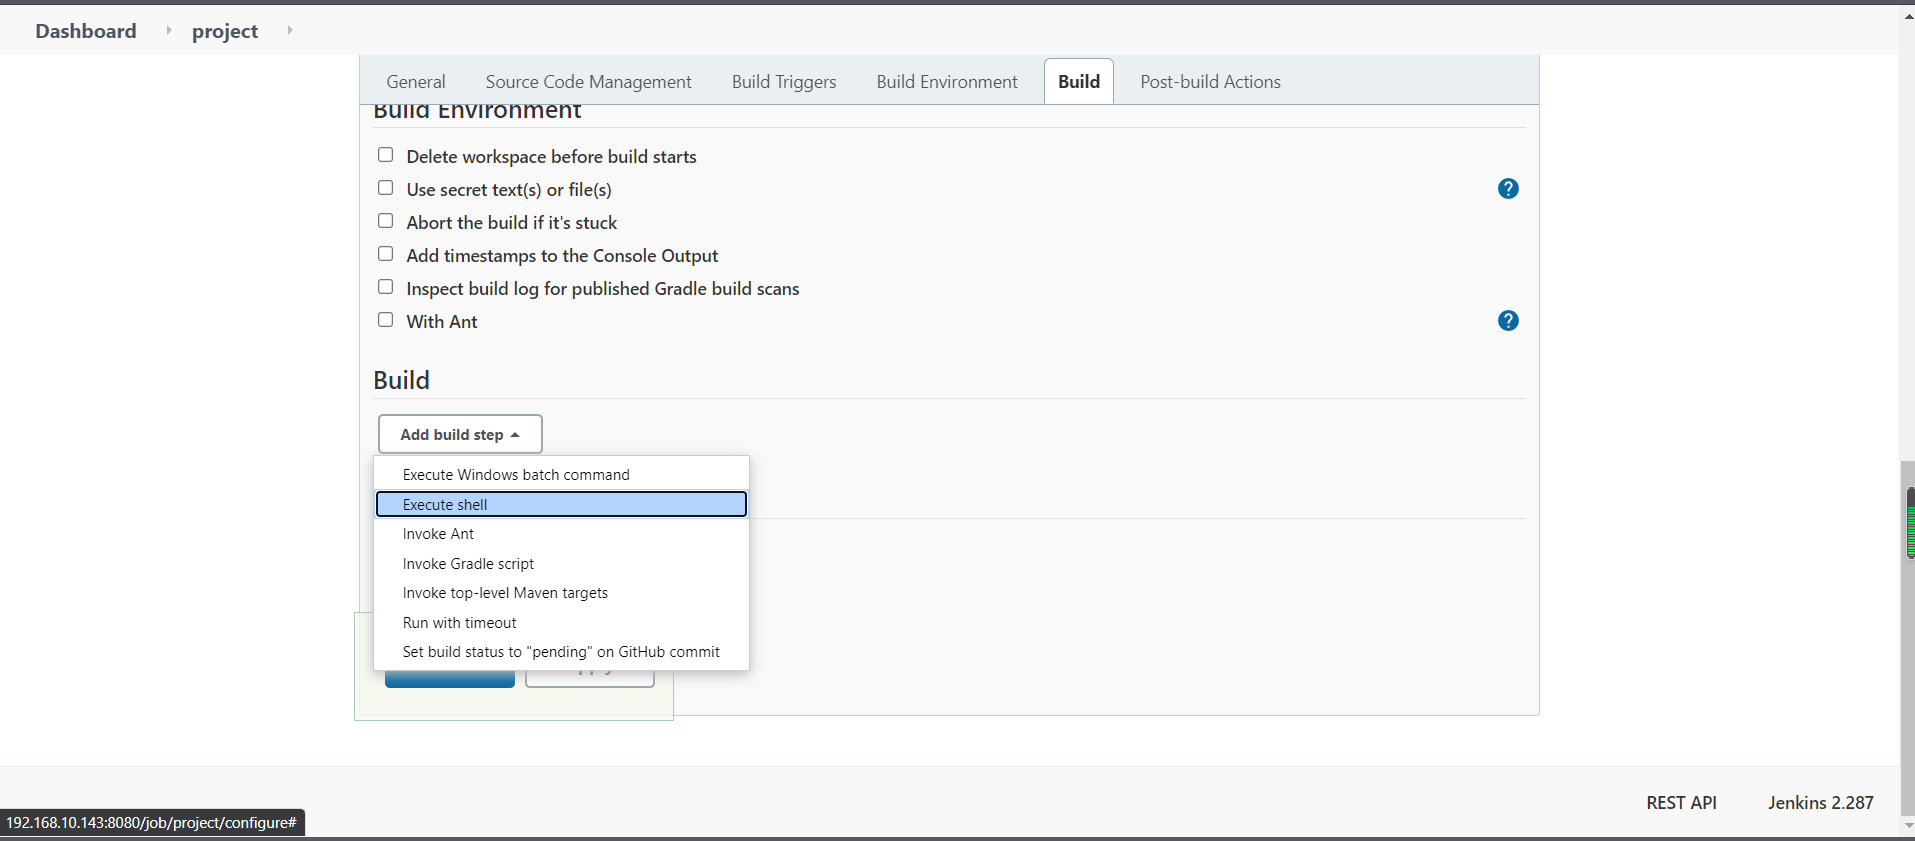 Dashboard project
General Source Code Management Build Triggers Build Environment Build Post-build Actions
Build Environment
Delete workspace before build starts
Use secret text(s) or file(s)
?
Abort the build if it's stuck
Add timestamps to the Console Output
Inspect build log for published Gradle build scans
With Ant
?
Build
Add build step
Execute Windows batch command
Execute shell
Invoke Ant
Invoke Gradle script
Invoke top-level Maven targets
Run with timeout
Set build status to "pending" on GitHub commit
REST API Jenkins 2.287
192.168.10.143:8080/job/project/configure#